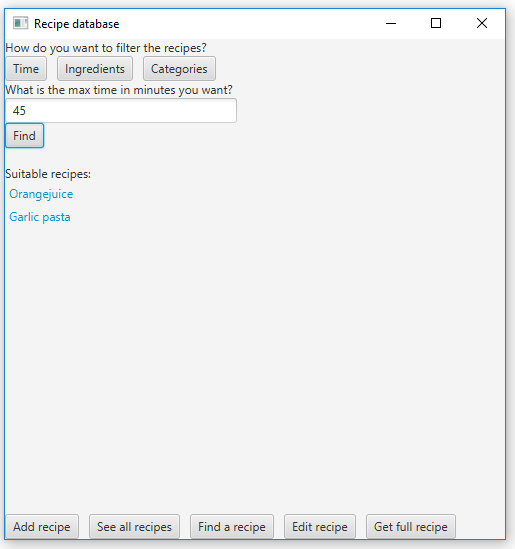 Recipe database
How do you want to filter the recipes?
Time Ingredients Categories
What is the max time in minutes you want?
45
Find
Suitable recipes:
Orangejuice
Garlic pasta
Add recipe See all recipes Find a recipe Edit recipe Get full recipe